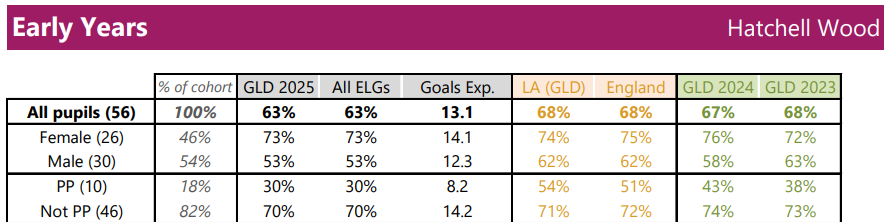 Early Years Hatchell Wood
% of cohort GLD 2025 All ELGs Goals Exp. LA (GLD) England GLD 2024 GLD 2023
All pupils (56) 100% 63% 63% 13.1 68% 68% 67% 68%
Female (26) 46% 73% 73% 14.1 74% 75% 76% 72%
Male (30) 54% 53% 53% 12.3 62% 62% 58% 63%
PP (10) 18% 30% 30% 8.2 54% 51% 43% 38%
Not PP (46) 82% 70% 70% 14.2 71% 72% 74% 73%